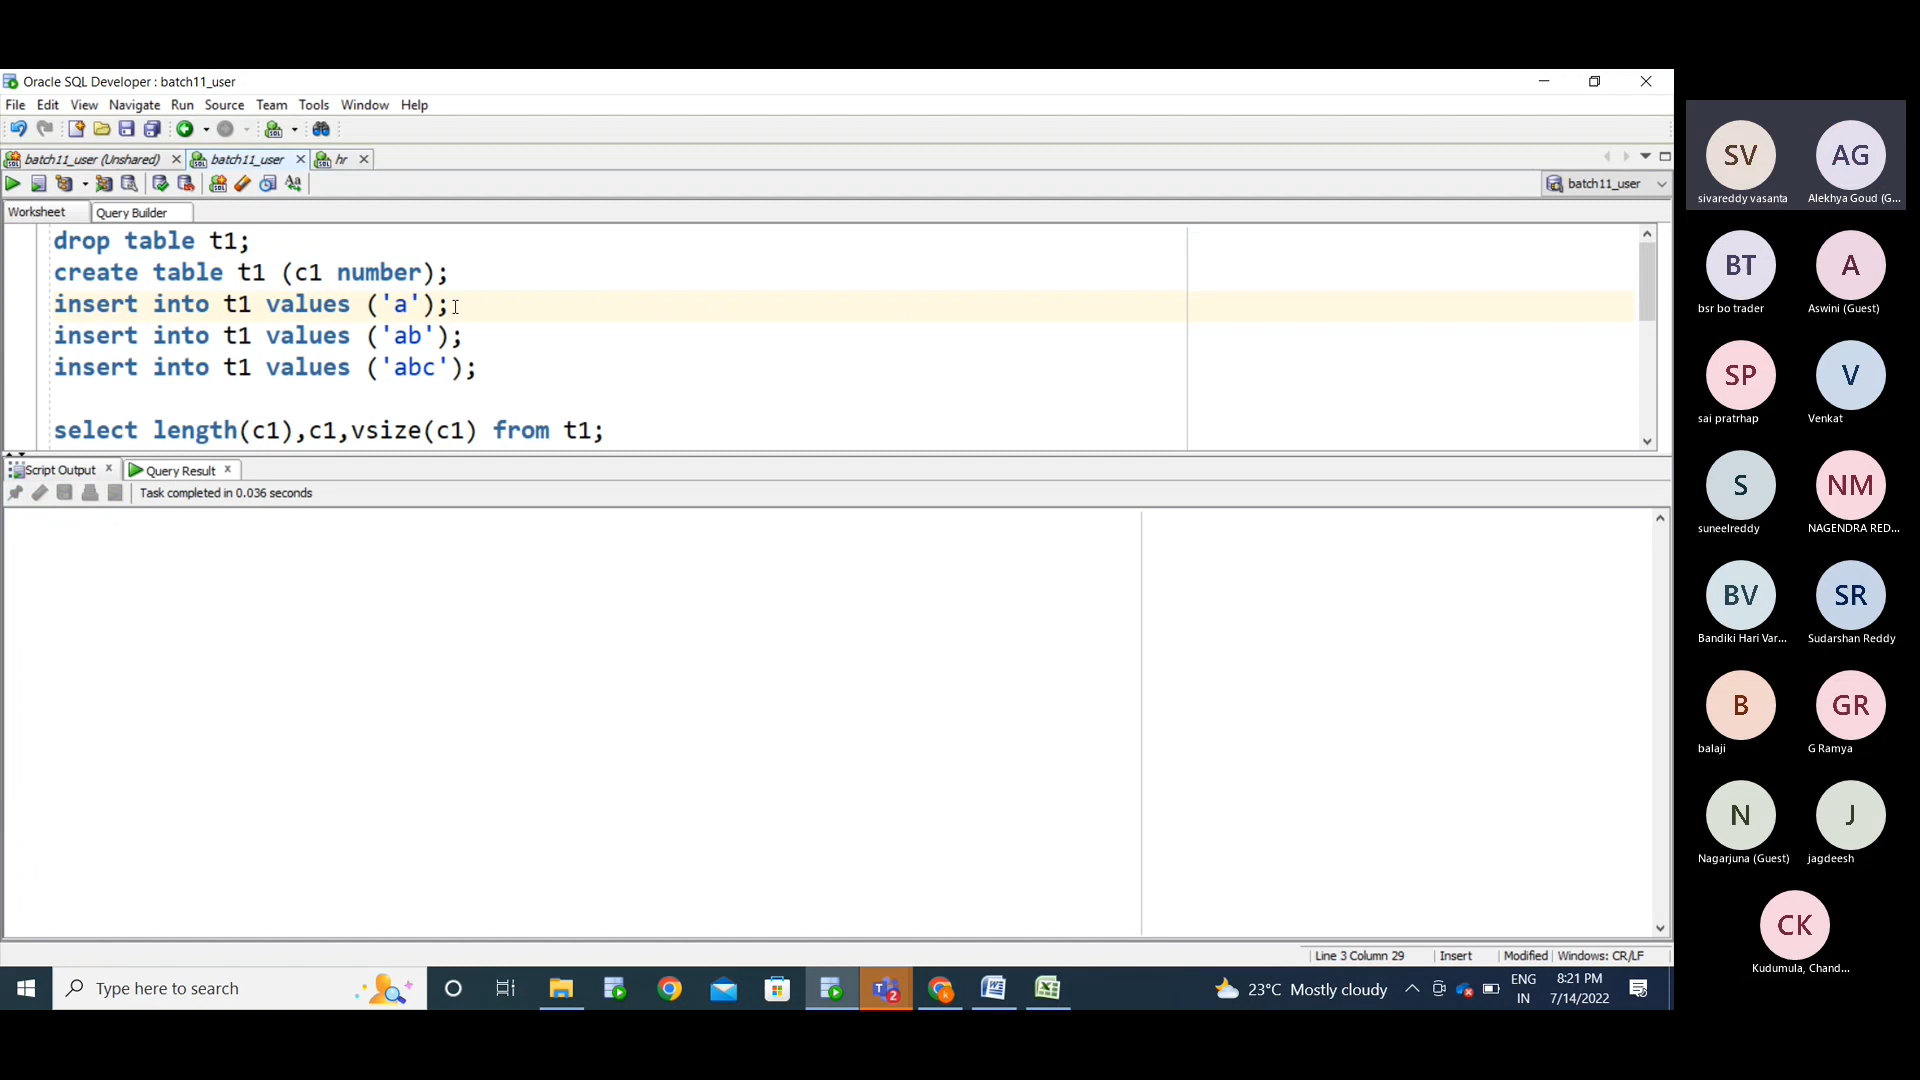 Oracle SQL Developer : batch11_user
File Edit View Navigate Run Source Team Tools Window Help
batch11_user (Unshared) batch11_user hr
batch11_user
Worksheet Query Builder
drop table t1;
create table t1 (c1 number);
insert into t1 values ('a');
insert into t1 values ('ab');
insert into t1 values ('abc');
select length(c1),c1,vsize(c1) from t1;
Script Output Query Result
Task completed in 0.036 seconds
Line 3 Column 29 Insert Modified Windows: CR/LF
Type here to search
23°C Mostly cloudy
ENG
IN
8:21 PM
7/14/2022
SV AG
sivareddy vasanta Alekhya Goud (G...
BT A
bsr bo trader Aswini (Guest)
SP V
sai pratrhap Venkat
S NM
suneelreddy NAGENDRA RED...
BV SR
Bandiki Hari Var... Sudarshan Reddy
B GR
balaji G Ramya
N J
Nagarjuna (Guest) jagdeesh
CK
Kudumula, Chand...